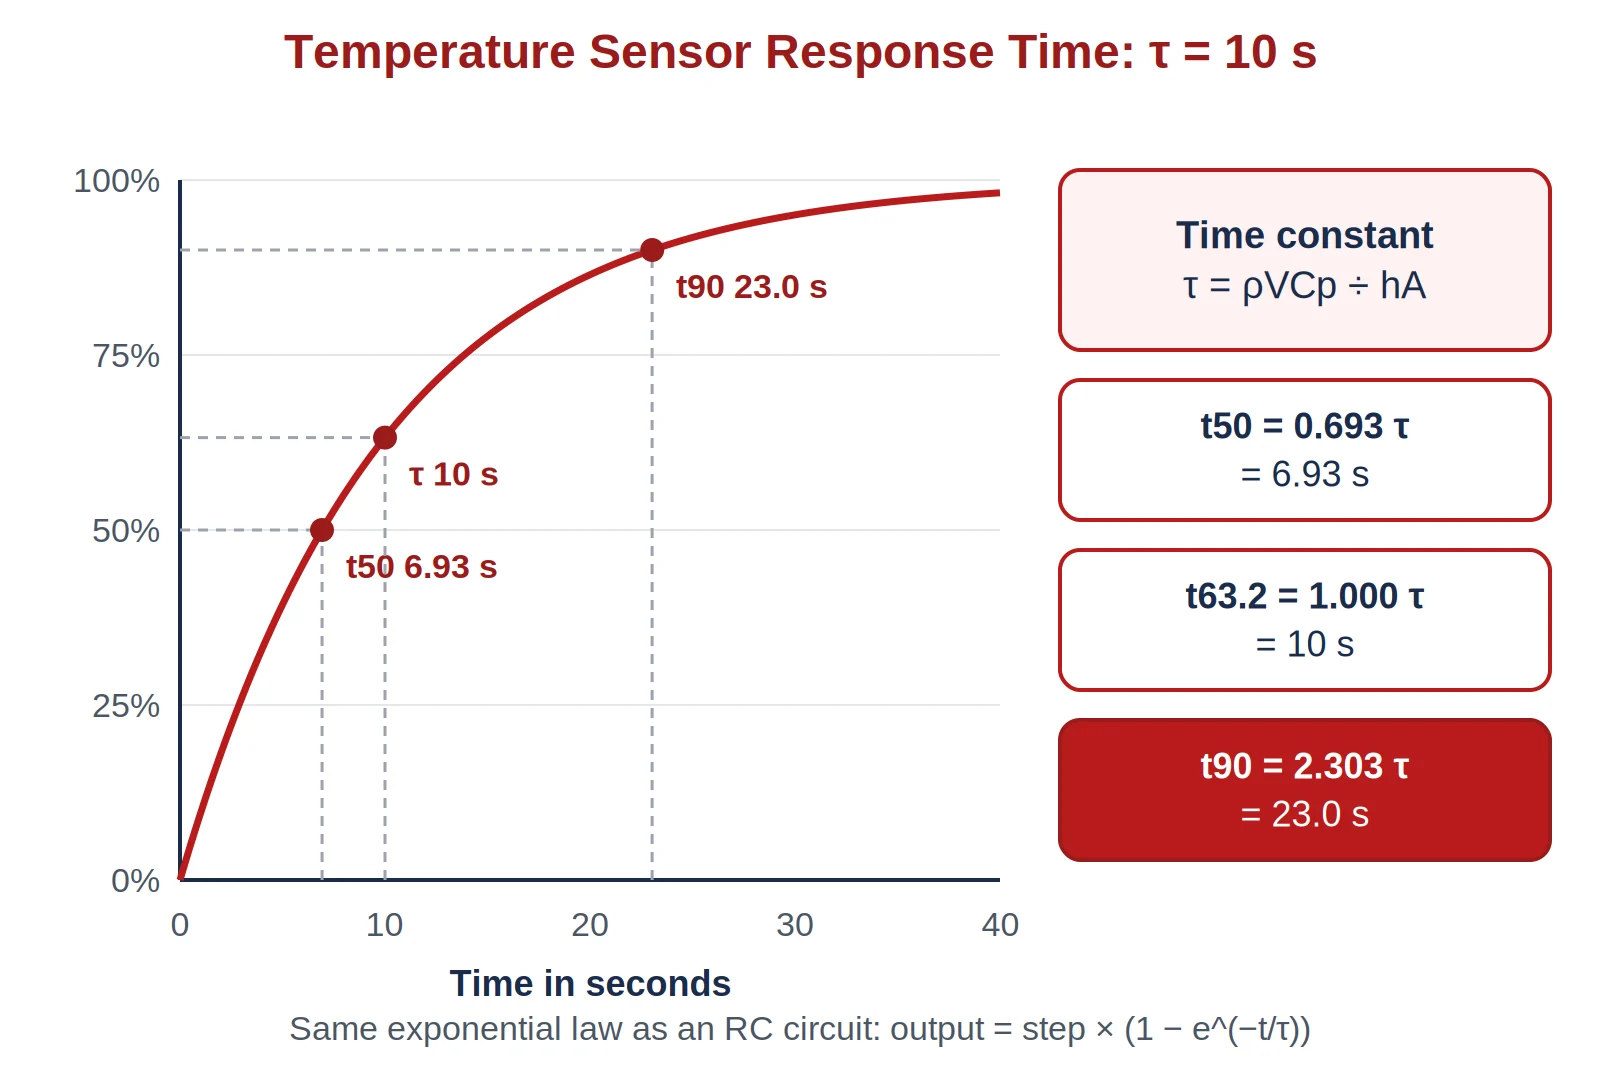 Temperature Sensor Response Time: τ = 10 s
100%
75%
50%
25%
0%
t90 23.0 s
τ 10 s
t50 6.93 s
0
10
20
30
40
Time in seconds
Time constant
τ = ρVCp ÷ hA
t50 = 0.693 τ
= 6.93 s
t63.2 = 1.000 τ
= 10 s
t90 = 2.303 τ
= 23.0 s
Same exponential law as an RC circuit: output = step × (1 − e^(−t/τ))